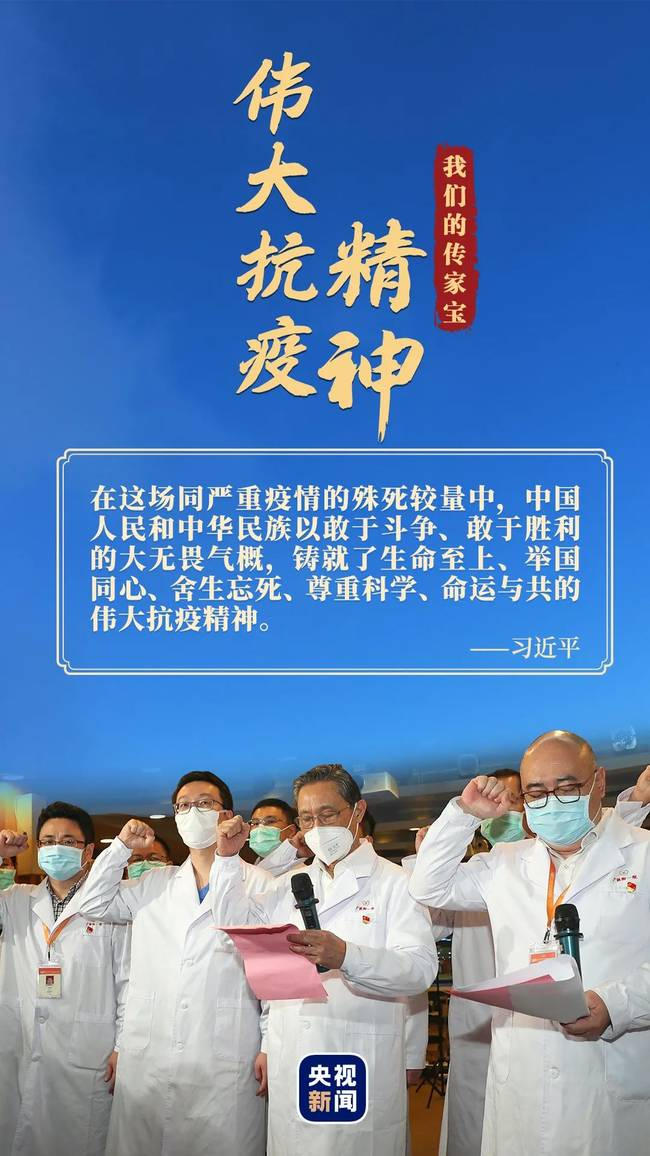 伟大抗疫
精神
我们的传家宝
在这场同严重疫情的殊死较量中，中国
人民和中华民族以敢于斗争、敢于胜利
的大无畏气概，铸就了生命至上、举国
同心、舍生忘死、尊重科学、命运与共的
伟大抗疫精神。
——习近平
央视
新闻